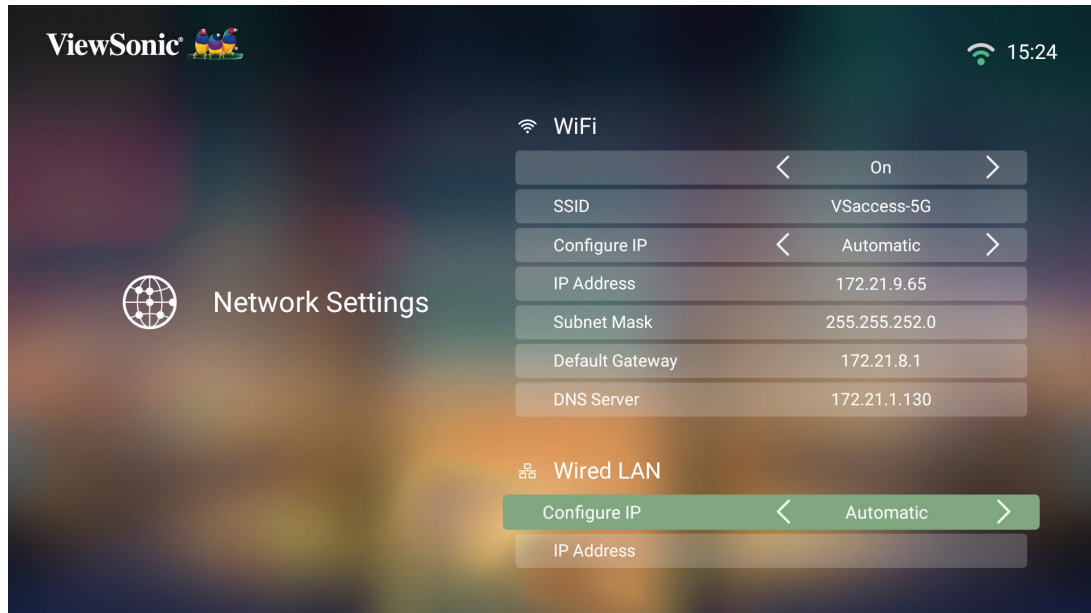 ViewSonic®
15:24
WiFi
On
SSID VSaccess-5G
Configure IP Automatic
IP Address 172.21.9.65
Network Settings
Subnet Mask 255.255.252.0
Default Gateway 172.21.8.1
DNS Server 172.21.1.130
Wired LAN
Configure IP Automatic
IP Address